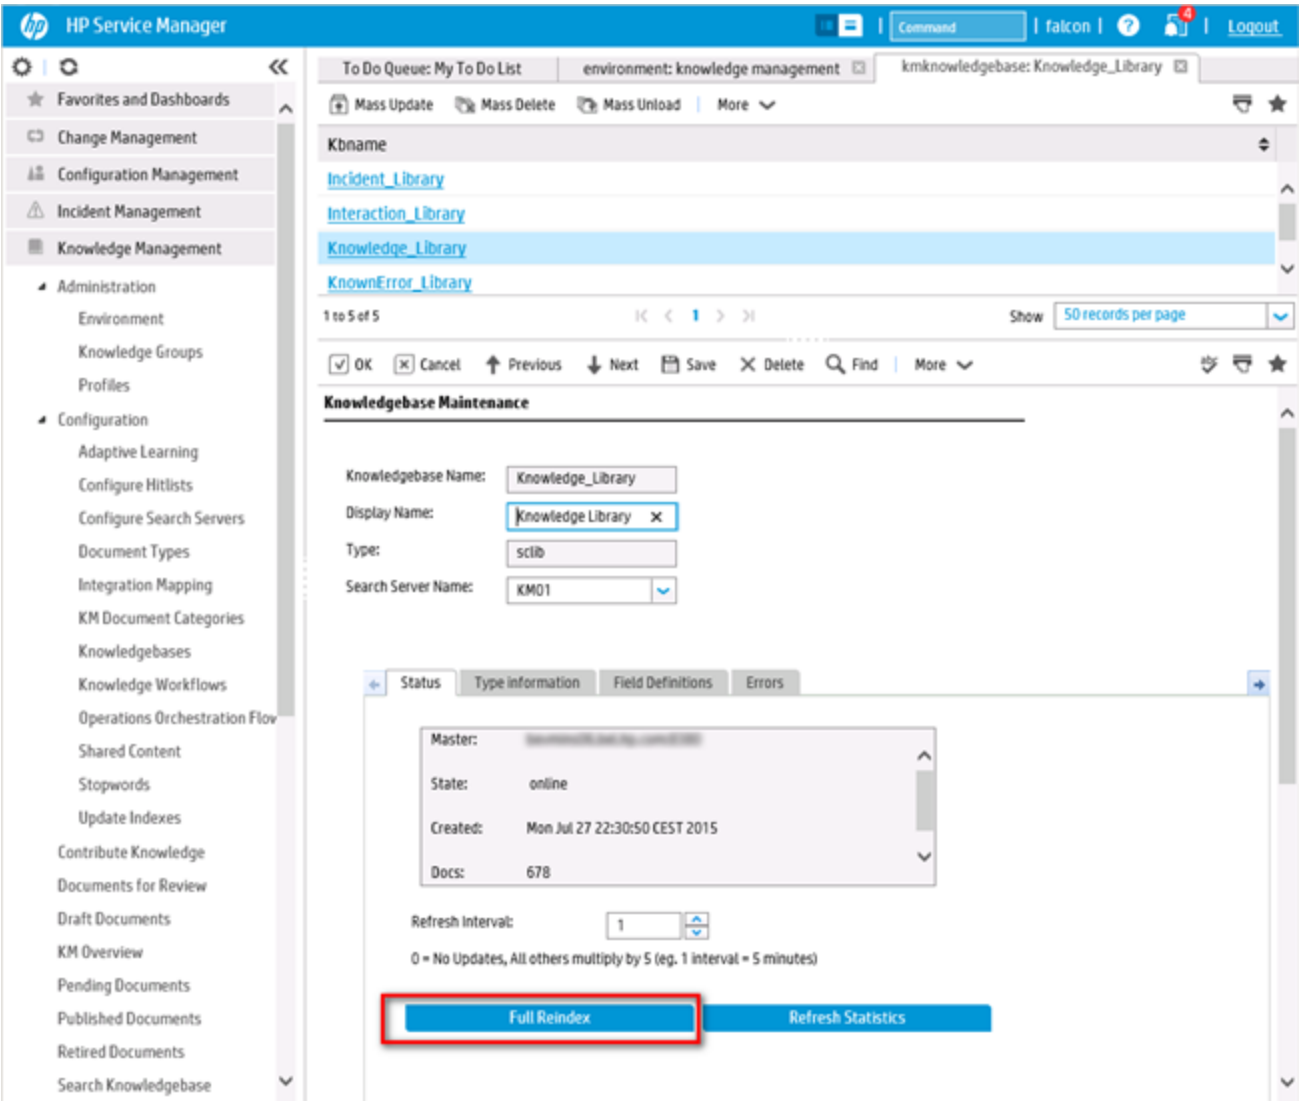 hp HP Service Manager Command falcon ? 4 Logout
To Do Queue: My To Do List environment: knowledge management kmknowledgebase: Knowledge_Library
Favorites and Dashboards
Change Management
Configuration Management
Incident Management
Knowledge Management
Administration
Environment
Knowledge Groups
Profiles
Configuration
Adaptive Learning
Configure Hitlists
Configure Search Servers
Document Types
Integration Mapping
KM Document Categories
Knowledgebases
Knowledge Workflows
Operations Orchestration Flov
Shared Content
Stopwords
Update Indexes
Contribute Knowledge
Documents for Review
Draft Documents
KM Overview
Pending Documents
Published Documents
Retired Documents
Search Knowledgebase
Mass Update Mass Delete Mass Unload More
Kbname
Incident_Library
Interaction_Library
Knowledge_Library
KnownError_Library
1 to 5 of 5 1 Show 50 records per page
OK Cancel Previous Next Save Delete Find More
Knowledgebase Maintenance
Knowledgebase Name: Knowledge_Library
Display Name: Knowledge Library
Type: sclib
Search Server Name: KM01
Status Type information Field Definitions Errors
Master:
State: online
Created: Mon Jul 27 22:30:50 CEST 2015
Docs: 678
Refresh Interval: 1
0 = No Updates, All others multiply by 5 (eg. 1 interval = 5 minutes)
Full Reindex Refresh Statistics